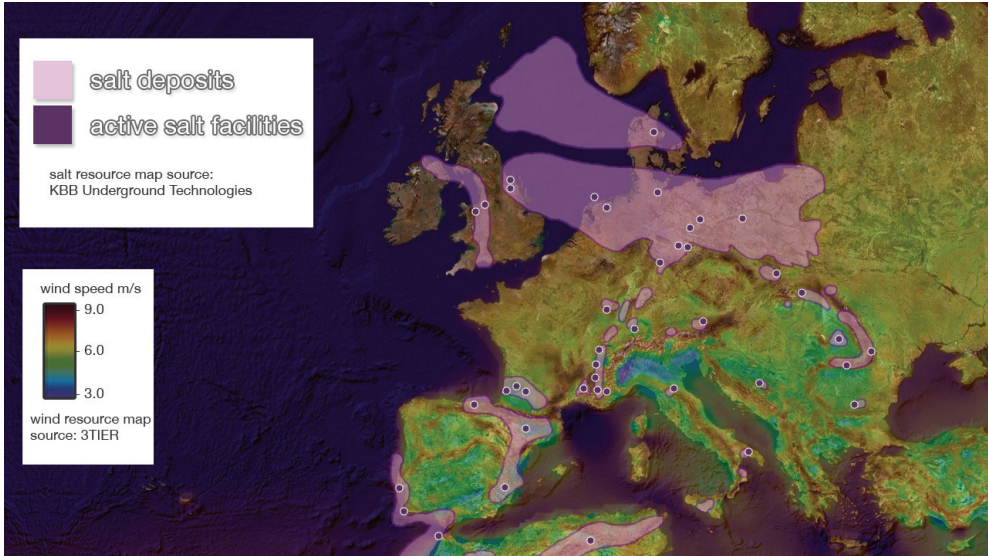 salt deposits
active salt facilities
salt resource map source:
KBB Underground Technologies
wind speed m/s
9.0
6.0
3.0
wind resource map
source: 3TIER